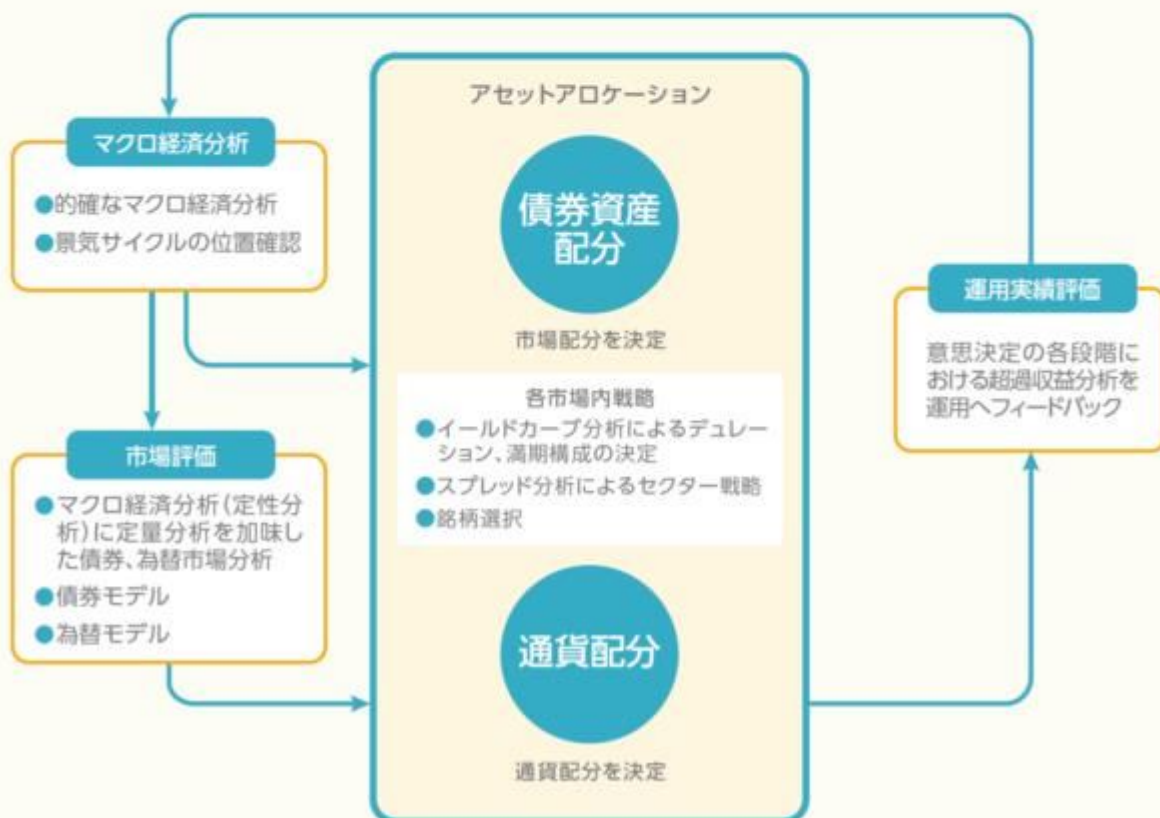 マクロ経済分析
●的確なマクロ経済分析
●景気サイクルの位置確認
市場評価
●マクロ経済分析(定性分
析)に定量分析を加味し
た債券、為替市場分析
●債券モデル
●為替モデル
アセットアロケーション
債券資産
配分
市場配分を決定
各市場内戦略
●イールドカーブ分析によるデュレー
ション、満期構成の決定
●スプレッド分析によるセクター戦略
●銘柄選択
通貨配分
通貨配分を決定
運用実績評価
意思決定の各段階に
おける超過収益分析を
運用へフィードバック